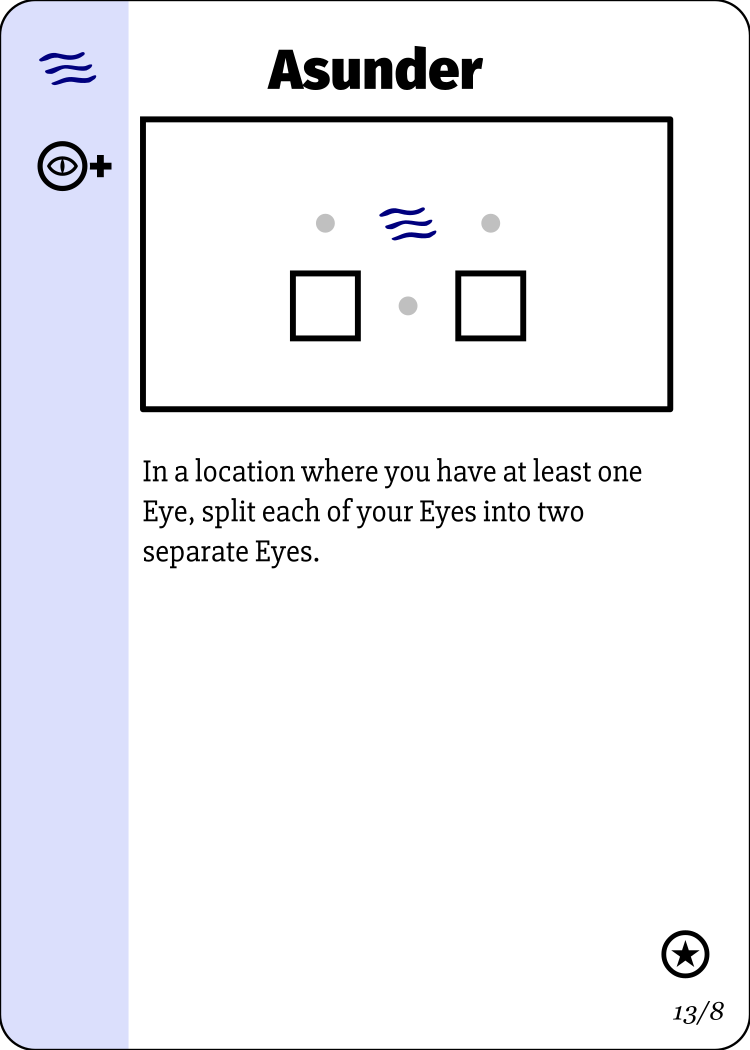 Asunder
In a location where you have at least one
Eye, split each of your Eyes into two
separate Eyes.
13/8